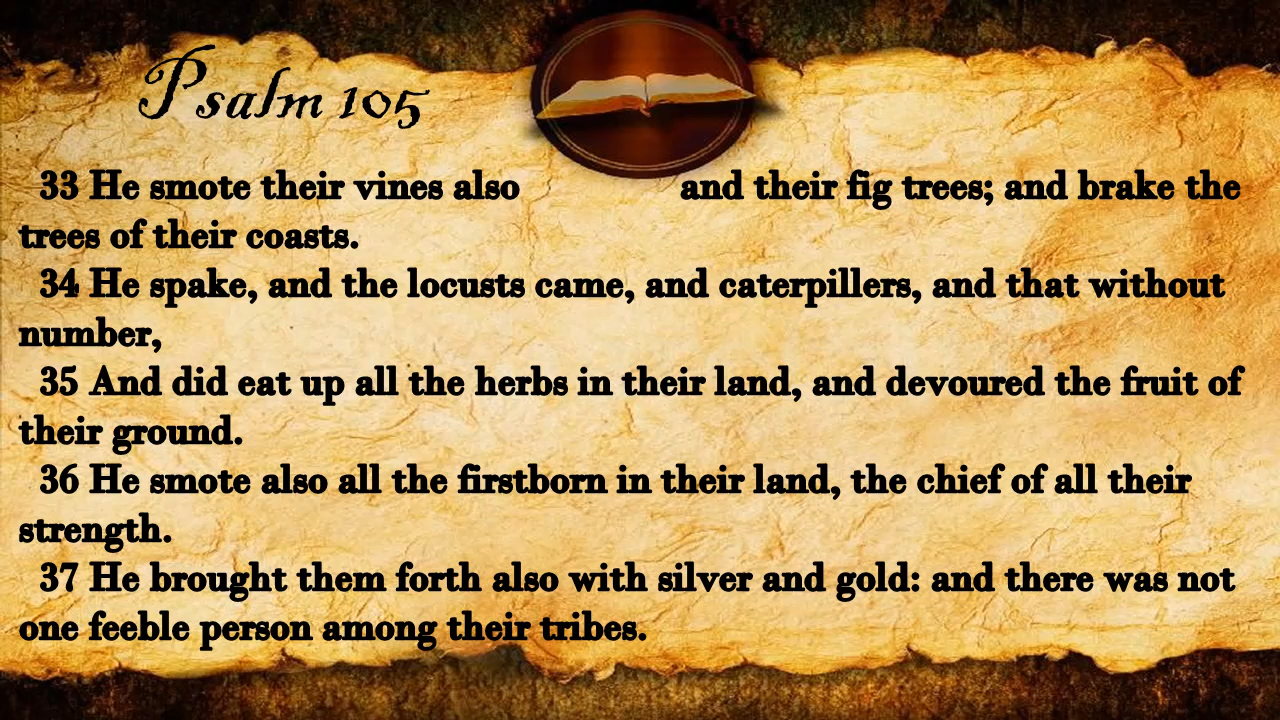 Psalm 105
33 He smote their vines also and their fig trees; and brake the
trees of their coasts.
34 He spake, and the locusts came, and caterpillers, and that without
number,
35 And did eat up all the herbs in their land, and devoured the fruit of
their ground.
36 He smote also all the firstborn in their land, the chief of all their
strength.
37 He brought them forth also with silver and gold: and there was not
one feeble person among their tribes.